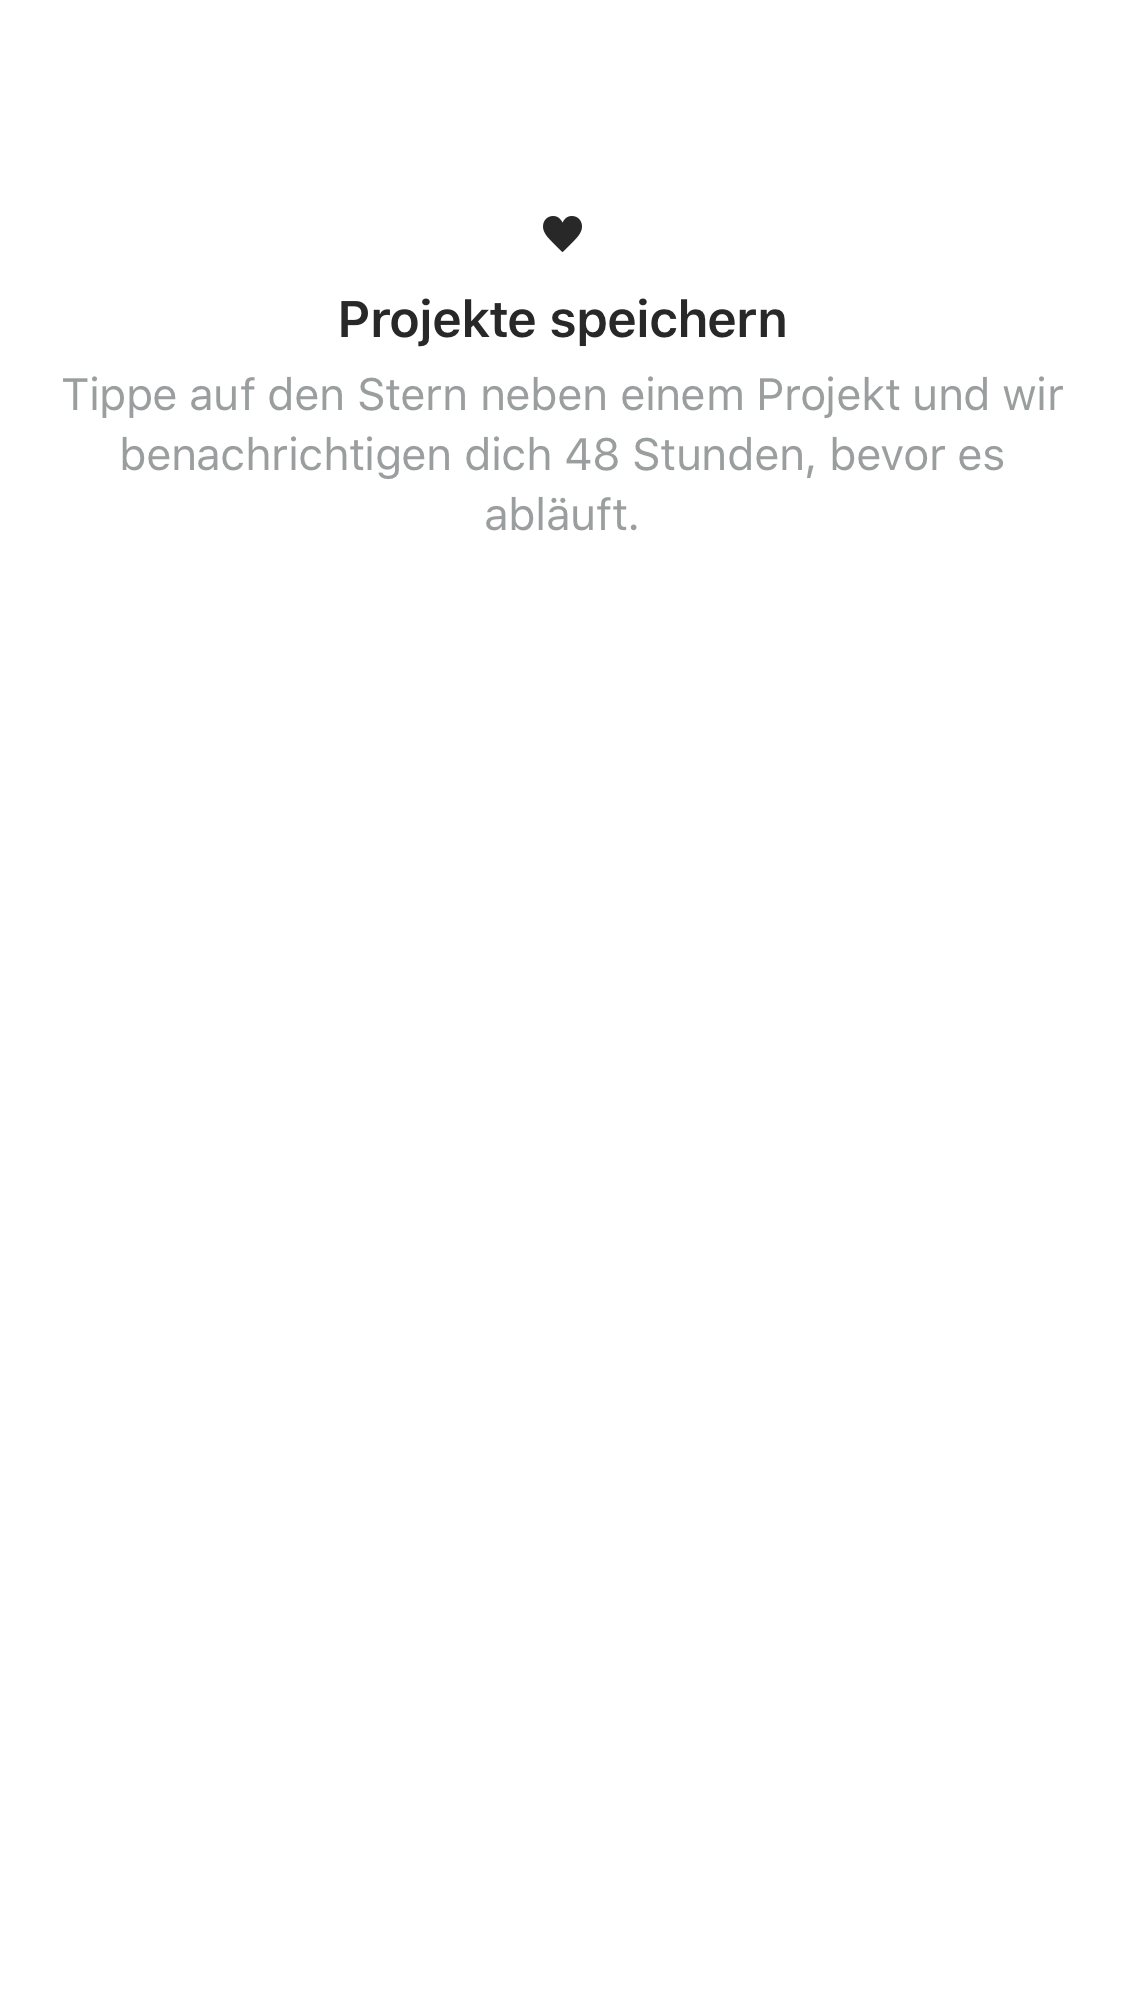 Projekte speichern
Tippe auf den Stern neben einem Projekt und wir
benachrichtigen dich 48 Stunden, bevor es
abläuft.